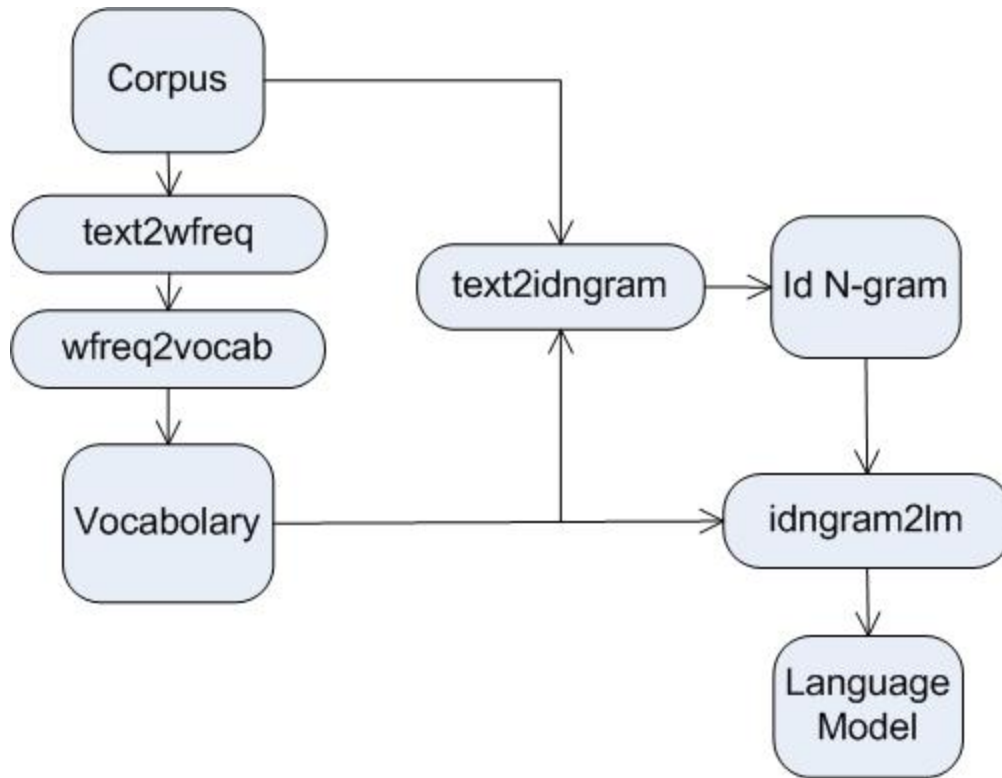 Corpus
text2wfreq
wfreq2vocab
Vocabolary
text2idngram
Id N-gram
idngram2lm
Language
Model